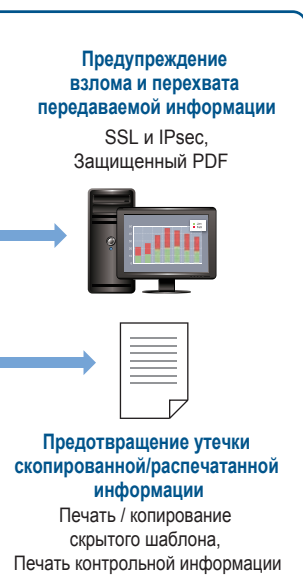 Предупреждение
взлома и перехвата
передаваемой информации
SSL и IPsec,
Защищенный PDF
Предотвращение утечки
скопированной/распечатанной
информации
Печать / копирование
скрытого шаблона,
Печать контрольной информации